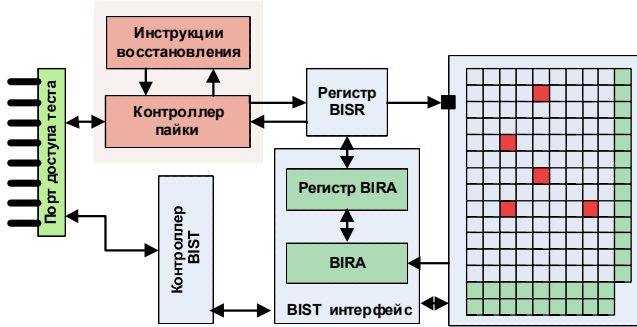 Инструкции
восстановления
Контроллер
пайки
Порт доступа теста
Регистр
BISR
Регистр BIRA
BIRA
Контроллер
BIST
BIST интерфейс